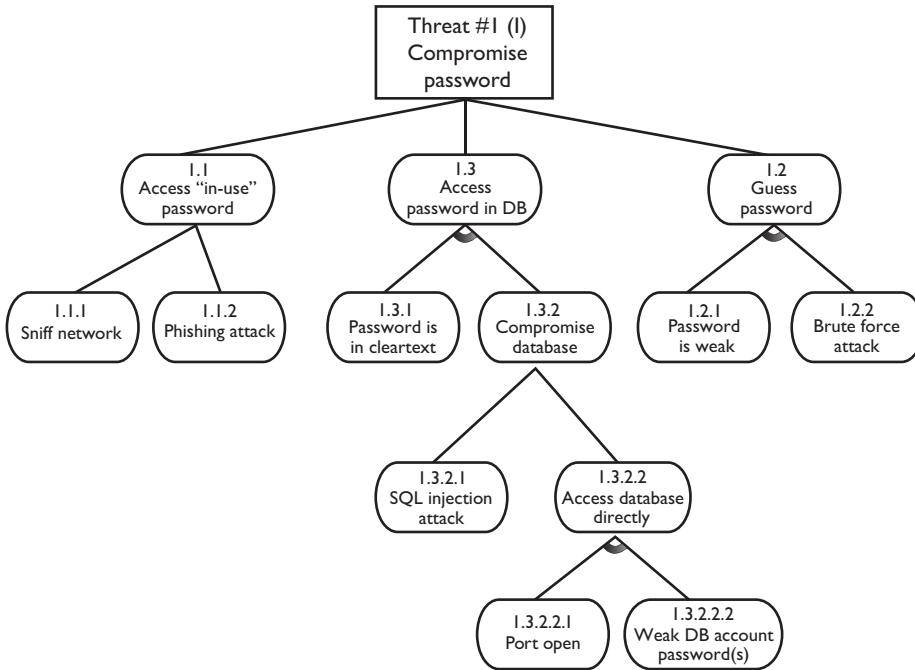 Threat #1 (I)
Compromise
password
1.1
Access “in-use”
password
1.3
Access
password in DB
1.2
Guess
password
1.1.1
Sniff network
1.1.2
Phishing attack
1.3.1
Password is
in cleartext
1.3.2
Compromise
database
1.2.1
Password
is weak
1.2.2
Brute force
attack
1.3.2.1
SQL injection
attack
1.3.2.2
Access database
directly
1.3.2.2.1
Port open
1.3.2.2.2
Weak DB account
password(s)